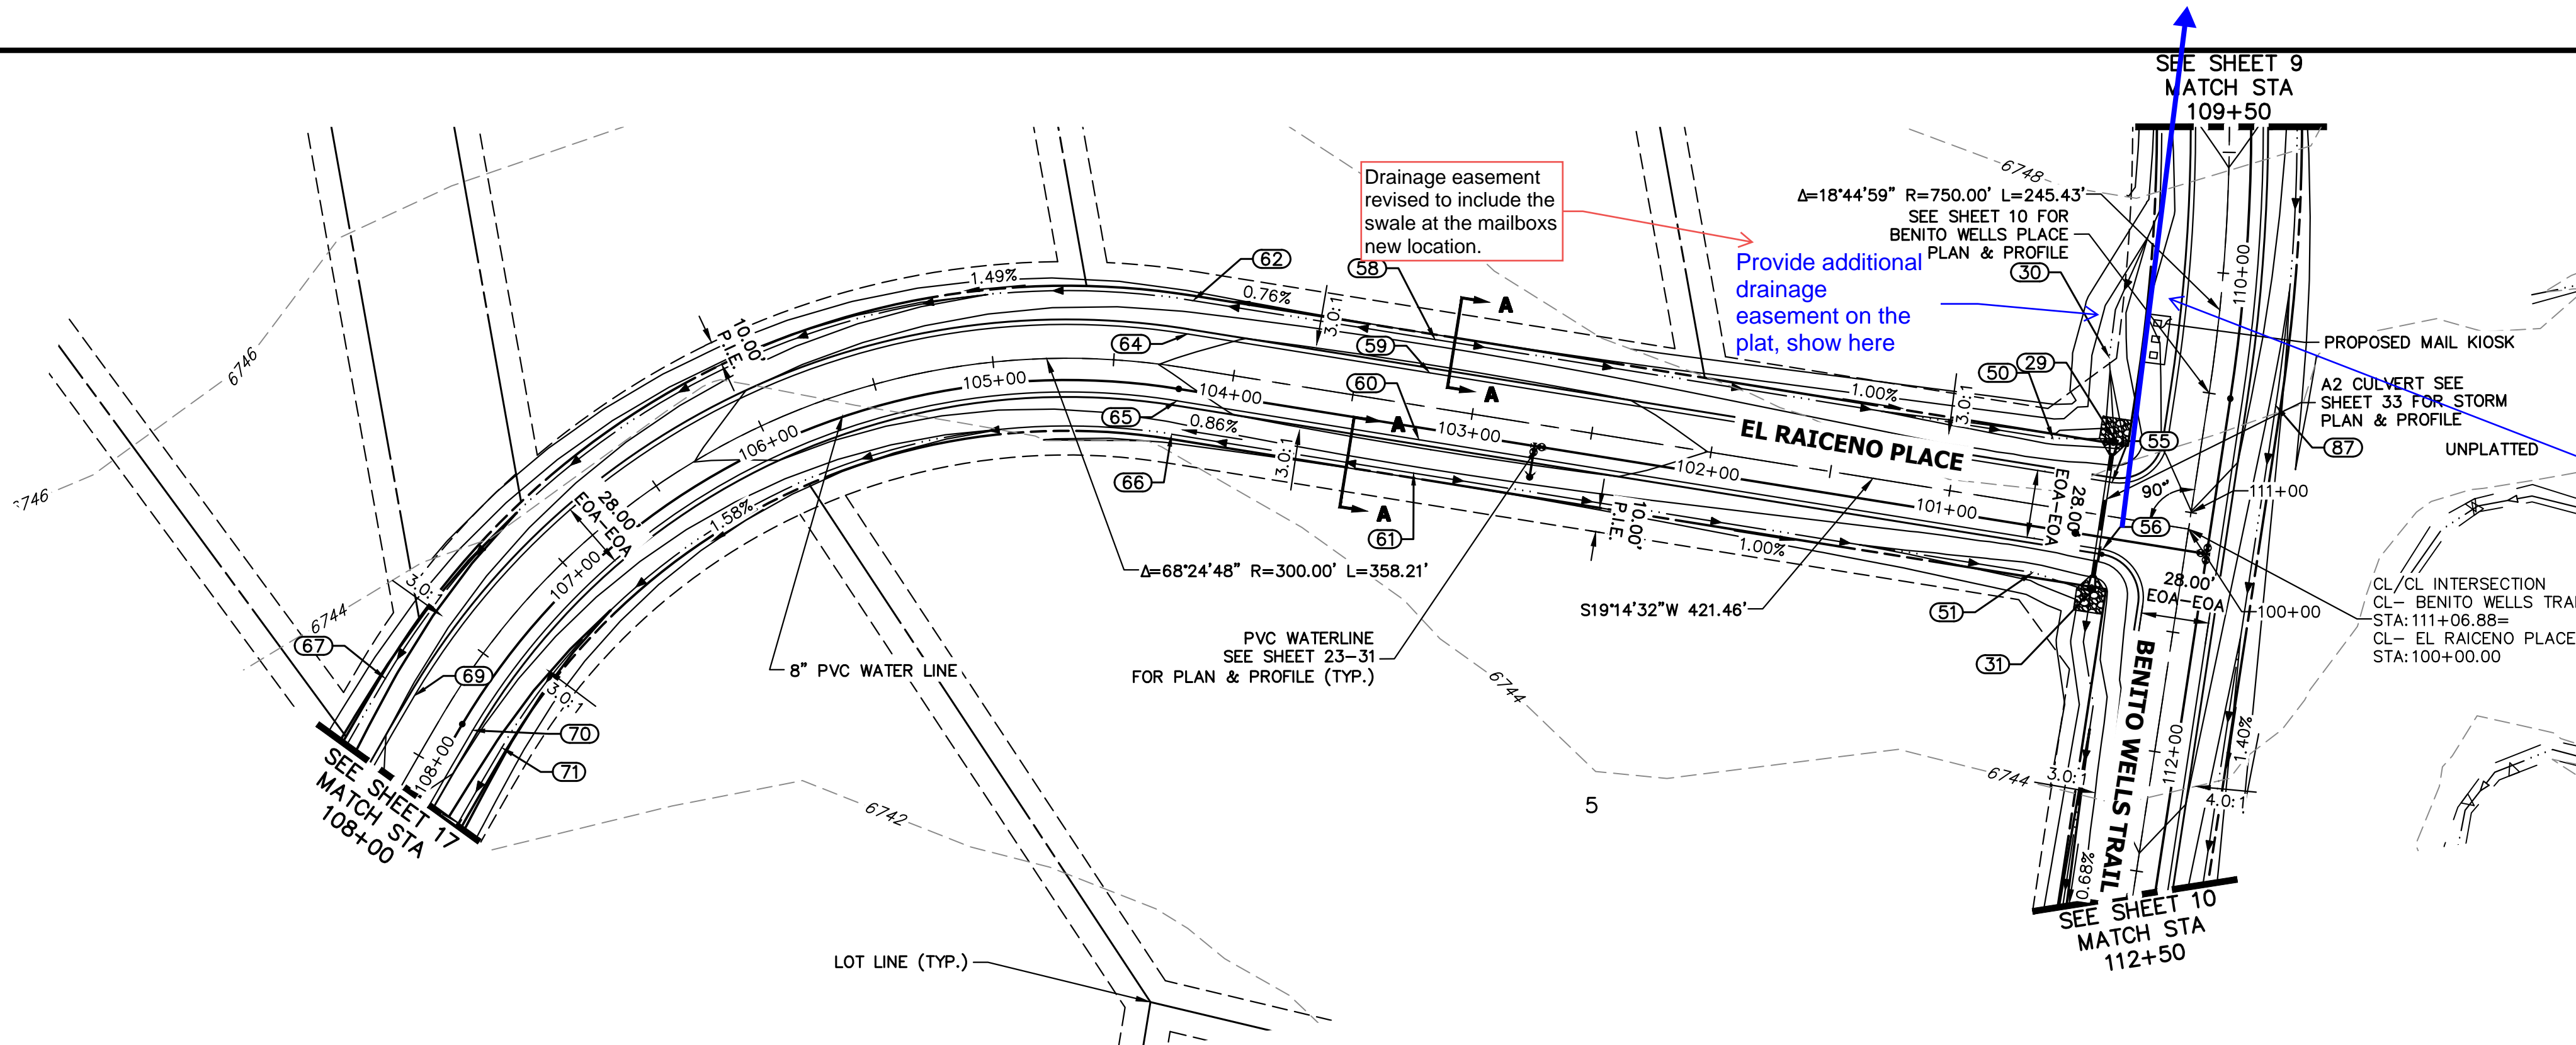 SEE SHEET 9
MATCH STA
109+50
6748
Δ=18°44'59" R=750.00' L=245.43'
SEE SHEET 10 FOR
BENITO WELLS PLACE
PLAN & PROFILE
30
Drainage easement
revised to include the
swale at the mailboxs
new location.
Provide additional
drainage
easement on the
plat, show here
62
58
1.49%
0.76%
3.0:1
A
A
110+00
PROPOSED MAIL KIOSK
10.00'
P.I.E.
64
59
60
50
29
1.00%
3.0:1
A2 CULVERT SEE
SHEET 33 FOR STORM
PLAN & PROFILE
6746
105+00
104+00
65
0.86%
A
103+00
EL RAICENO PLACE
55
87
UNPLATTED
106+00
3.0:1
102+00
101+00
28.00'
EOA-EOA
90°
111+00
6746
66
A
61
10.00'
P.I.E.
1.00%
56
28.00'
EOA-EOA
1.58%
107+00
Δ=68°24'48" R=300.00' L=358.21'
S19°14'32"W 421.46'
51
28.00'
EOA-EOA
100+00
CL/CL INTERSECTION
CL- BENITO WELLS TRA
STA:111+06.88=
CL- EL RAICENO PLACE
STA:100+00.00
3.0:1
6744
67
69
8" PVC WATER LINE
PVC WATERLINE
SEE SHEET 23-31
FOR PLAN & PROFILE (TYP.)
6744
31
3.0:1
70
71
108+00
BENITO WELLS TRAIL
112+00
1.40%
6744
3.0:1
4.0:1
SEE SHEET 17
MATCH STA
108+00
6742
5
0.68%
SEE SHEET 10
MATCH STA
112+50
LOT LINE (TYP.)